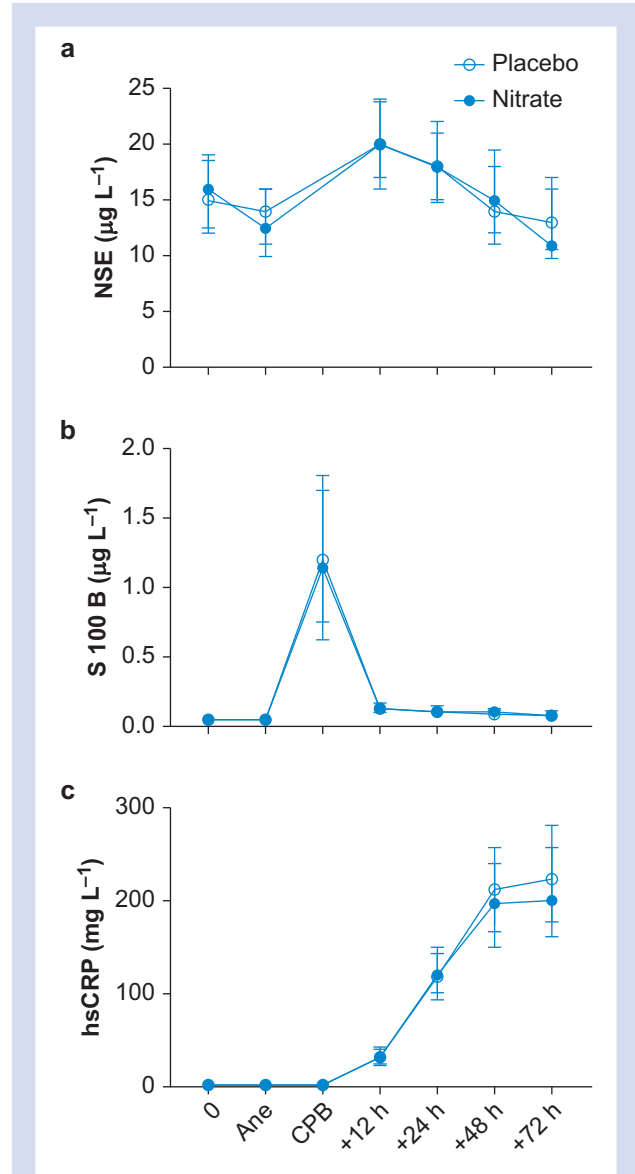 a
Placebo
Nitrate
NSE (μg L⁻¹)
25
20
15
10
5
0
b
S 100 B (μg L⁻¹)
2.0
1.5
1.0
0.5
0.0
c
hsCRP (mg L⁻¹)
300
200
100
0
0 Ane CPB +12 h +24 h +48 h +72 h